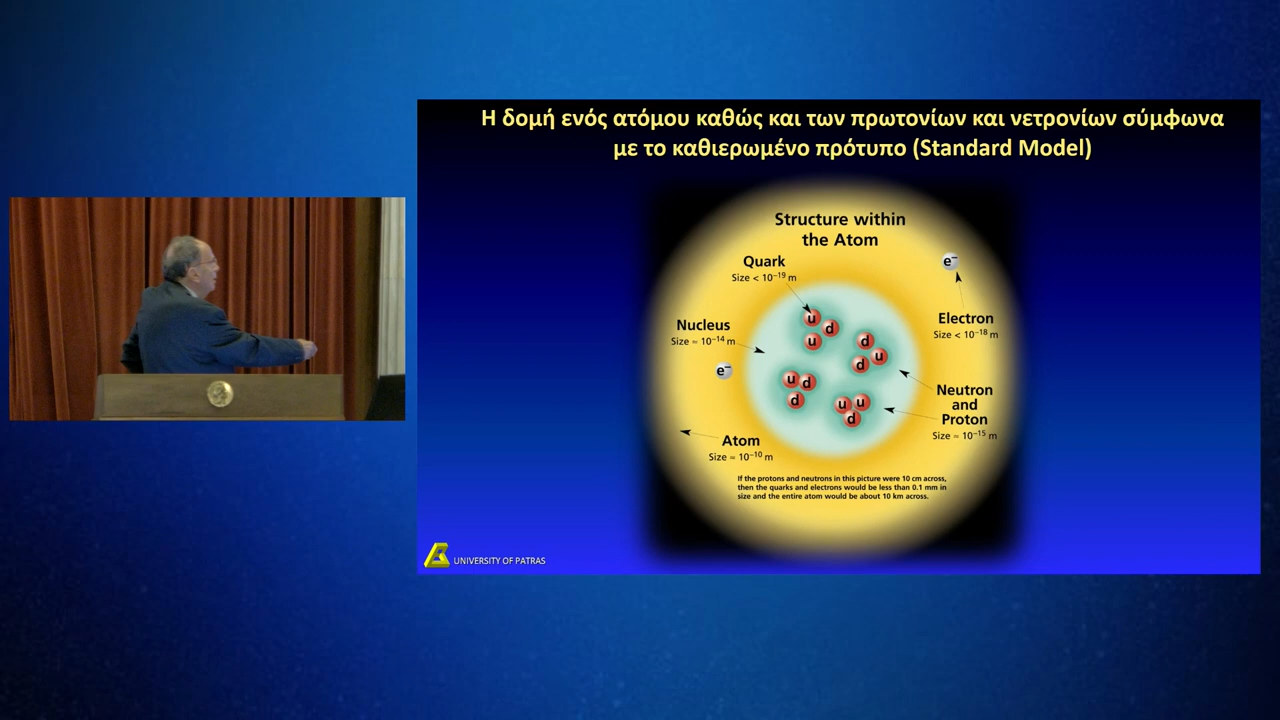 Η δομή ενός ατόμου καθώς και των πρωτονίων και νετρονίων σύμφωνα
με το καθιερωμένο πρότυπο (Standard Model)
Structure within
the Atom
Quark
Size < 10⁻¹⁹ m
e⁻
Electron
Size < 10⁻¹⁸ m
Nucleus
Size ≈ 10⁻¹⁴ m
u
d
u
d
u
d
e⁻
u
d
d
u
u
d
Neutron
and
Proton
Size ≈ 10⁻¹⁵ m
Atom
Size ≈ 10⁻¹⁰ m
If the protons and neutrons in this picture were 10 cm across,
then the quarks and electrons would be less than 0.1 mm in
size and the entire atom would be about 10 km across.
UNIVERSITY OF PATRAS